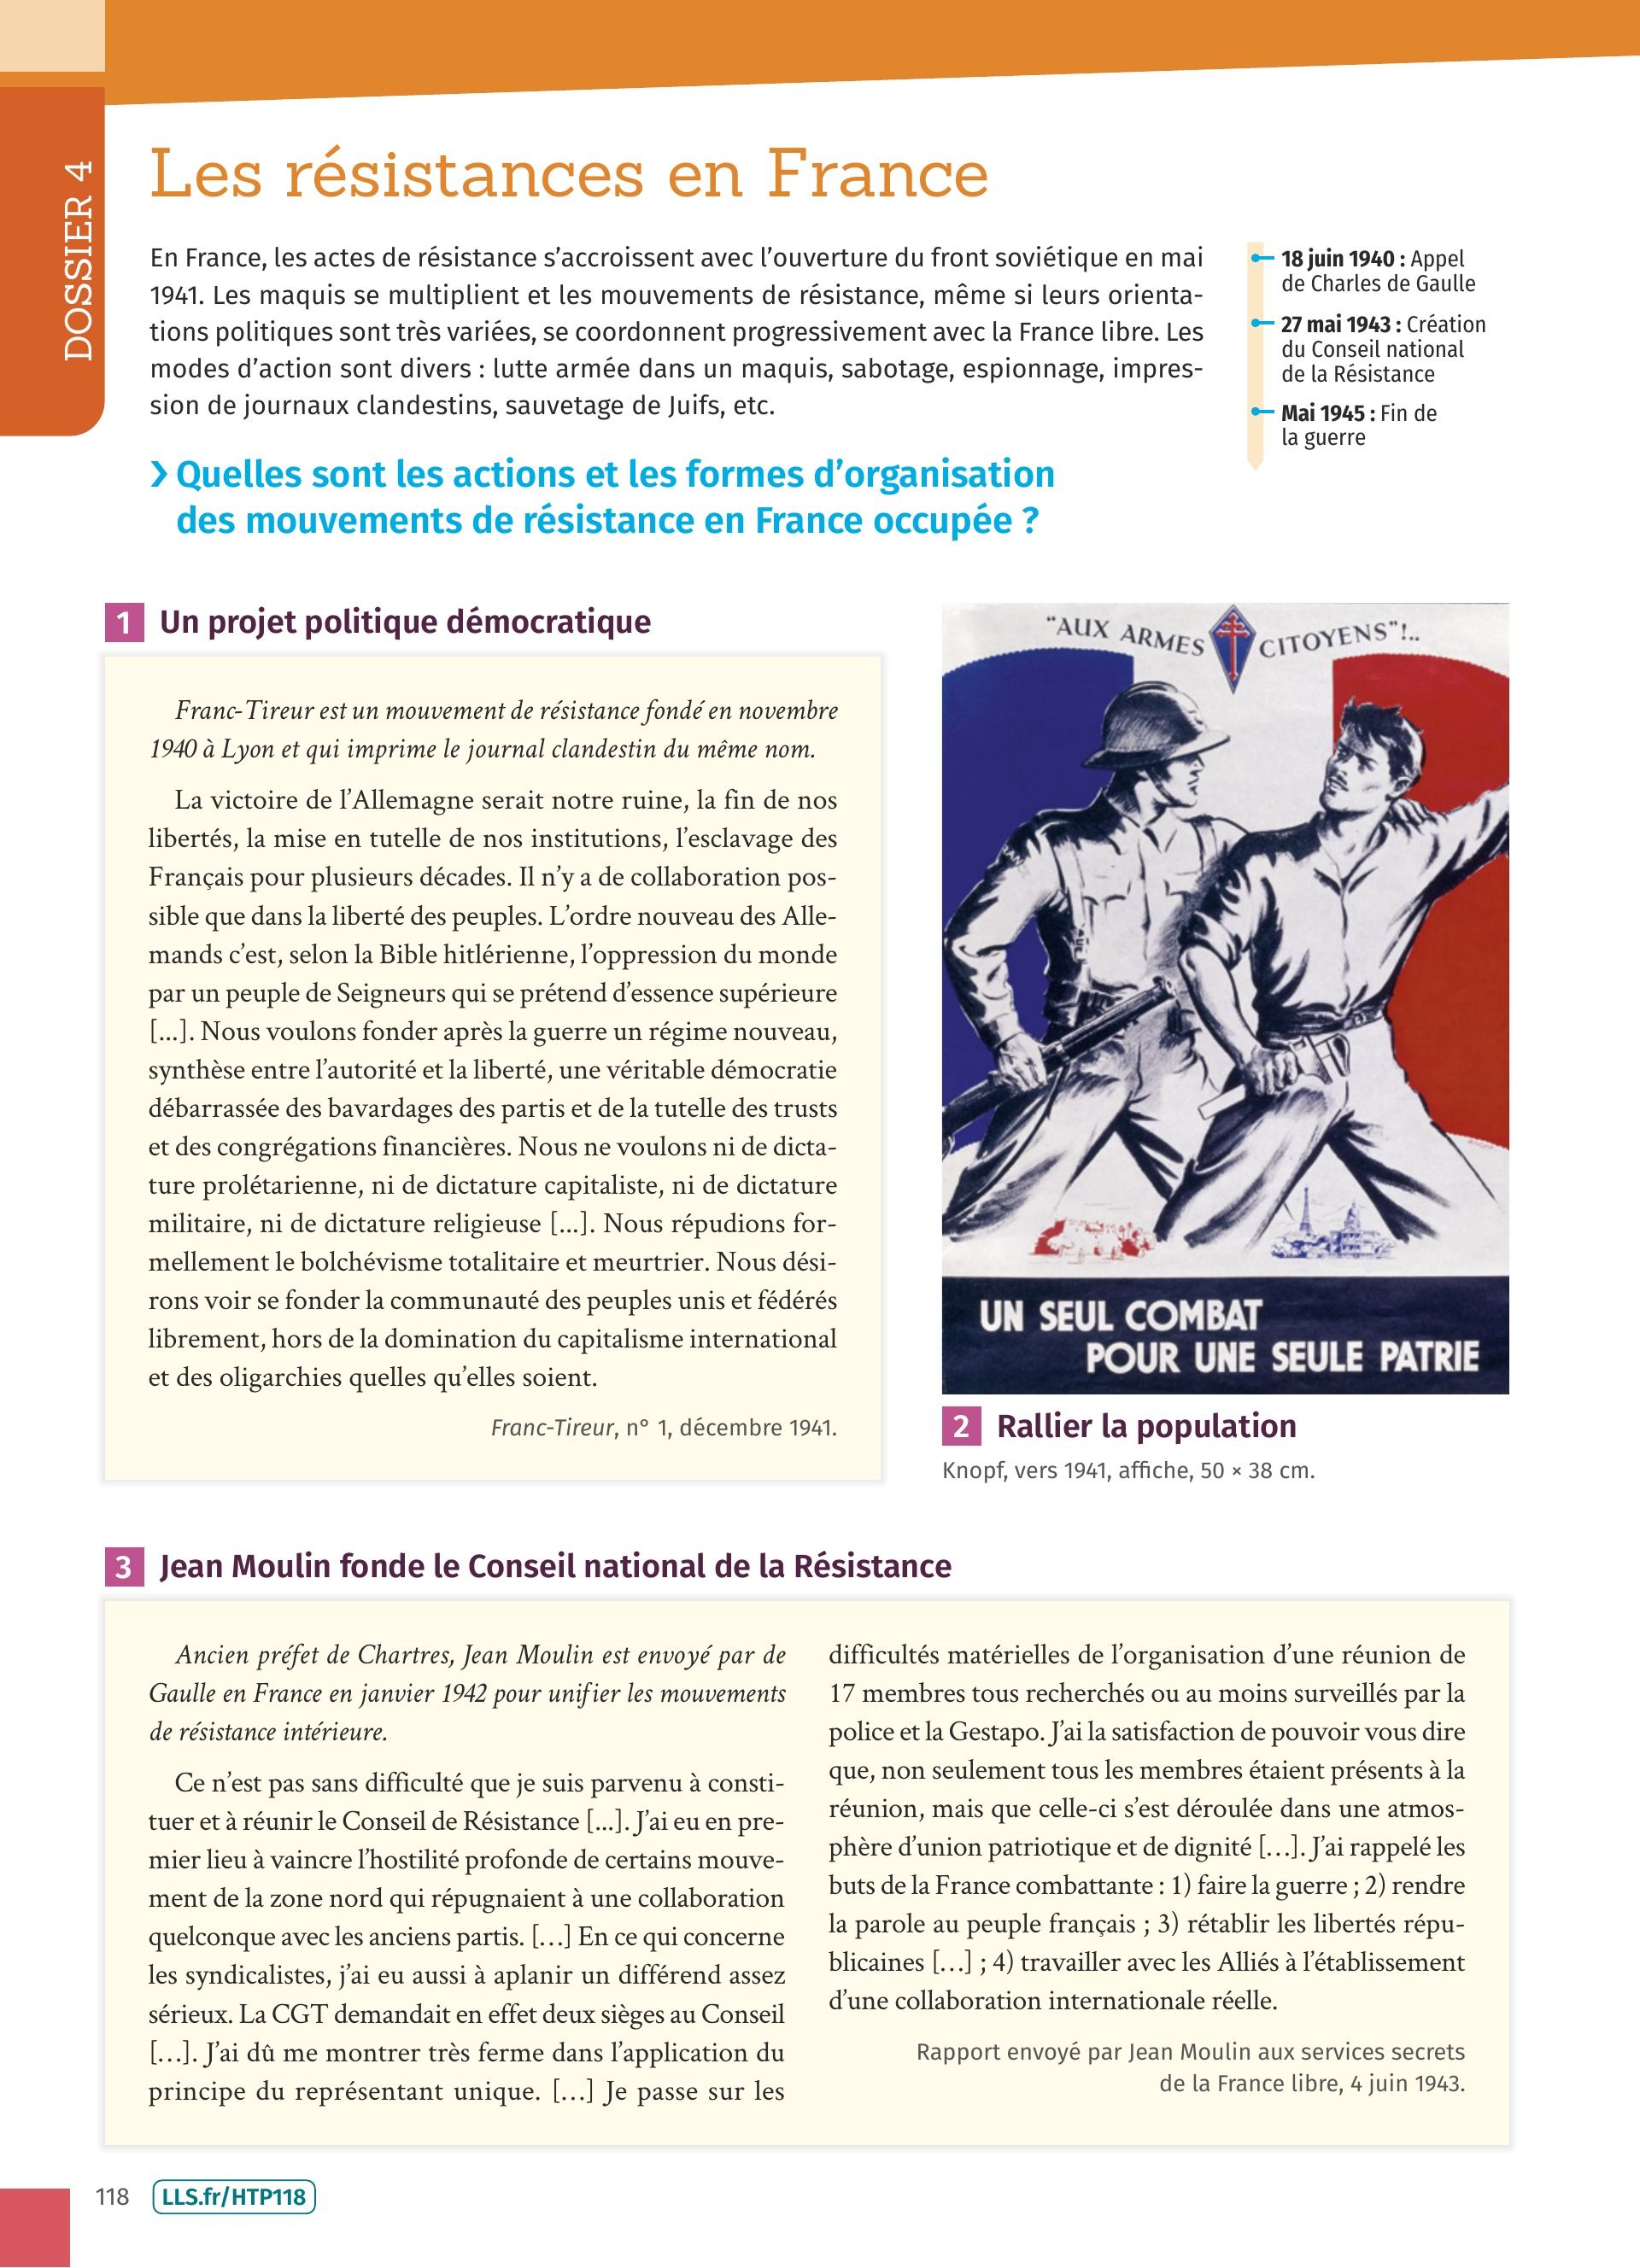 DOSSIER 4
Les résistances en France
En France, les actes de résistance s’accroissent avec l’ouverture du front soviétique en mai
1941. Les maquis se multiplient et les mouvements de résistance, même si leurs orienta-
tions politiques sont très variées, se coordonnent progressivement avec la France libre. Les
modes d’action sont divers : lutte armée dans un maquis, sabotage, espionnage, impres-
sion de journaux clandestins, sauvetage de Juifs, etc.
18 juin 1940 : Appel
de Charles de Gaulle
27 mai 1943 : Création
du Conseil national
de la Résistance
Mai 1945 : Fin de
la guerre
› Quelles sont les actions et les formes d’organisation
des mouvements de résistance en France occupée ?
1 Un projet politique démocratique
Franc-Tireur est un mouvement de résistance fondé en novembre
1940 à Lyon et qui imprime le journal clandestin du même nom.
La victoire de l’Allemagne serait notre ruine, la fin de nos
libertés, la mise en tutelle de nos institutions, l’esclavage des
Français pour plusieurs décades. Il n’y a de collaboration pos-
sible que dans la liberté des peuples. L’ordre nouveau des Alle-
mands c’est, selon la Bible hitlérienne, l’oppression du monde
par un peuple de Seigneurs qui se prétend d’essence supérieure
[...]. Nous voulons fonder après la guerre un régime nouveau,
synthèse entre l’autorité et la liberté, une véritable démocratie
débarrassée des bavardages des partis et de la tutelle des trusts
et des congrégations financières. Nous ne voulons ni de dicta-
ture prolétarienne, ni de dictature capitaliste, ni de dictature
militaire, ni de dictature religieuse [...]. Nous répudions for-
mellement le bolchévisme totalitaire et meurtrier. Nous dési-
rons voir se fonder la communauté des peuples unis et fédérés
librement, hors de la domination du capitalisme international
et des oligarchies quelles qu’elles soient.
Franc-Tireur, n° 1, décembre 1941.
“AUX ARMES CITOYENS”!..
UN SEUL COMBAT
POUR UNE SEULE PATRIE
2 Rallier la population
Knopf, vers 1941, affiche, 50 × 38 cm.
3 Jean Moulin fonde le Conseil national de la Résistance
Ancien préfet de Chartres, Jean Moulin est envoyé par de
Gaulle en France en janvier 1942 pour unifier les mouvements
de résistance intérieure.
Ce n’est pas sans difficulté que je suis parvenu à consti-
tuer et à réunir le Conseil de Résistance [...]. J’ai eu en pre-
mier lieu à vaincre l’hostilité profonde de certains mouve-
ment de la zone nord qui répugnaient à une collaboration
quelconque avec les anciens partis. […] En ce qui concerne
les syndicalistes, j’ai eu aussi à aplanir un différend assez
sérieux. La CGT demandait en effet deux sièges au Conseil
[…]. J’ai dû me montrer très ferme dans l’application du
principe du représentant unique. […] Je passe sur les
difficultés matérielles de l’organisation d’une réunion de
17 membres tous recherchés ou au moins surveillés par la
police et la Gestapo. J’ai la satisfaction de pouvoir vous dire
que, non seulement tous les membres étaient présents à la
réunion, mais que celle-ci s’est déroulée dans une atmos-
phère d’union patriotique et de dignité […]. J’ai rappelé les
buts de la France combattante : 1) faire la guerre ; 2) rendre
la parole au peuple français ; 3) rétablir les libertés répu-
blicaines […] ; 4) travailler avec les Alliés à l’établissement
d’une collaboration internationale réelle.
Rapport envoyé par Jean Moulin aux services secrets
de la France libre, 4 juin 1943.
118 LLS.fr/HTP118